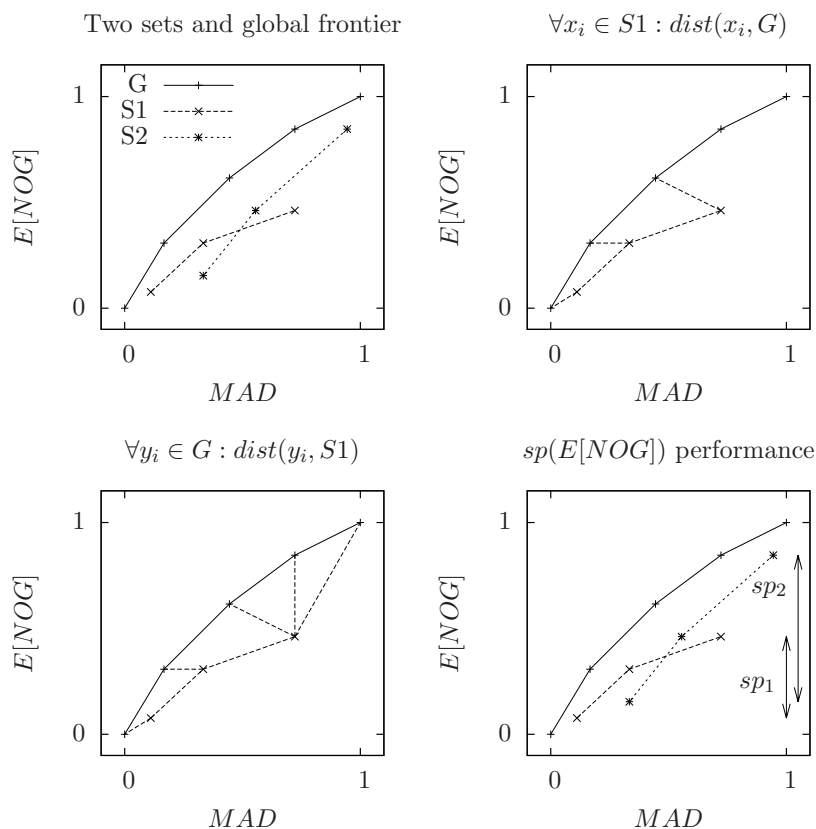 Two sets and global frontier
1
G
S1
S2
E[NOG]
0
0 1
MAD
∀x_i ∈ S1 : dist(x_i, G)
1
E[NOG]
0
0 1
MAD
∀y_i ∈ G : dist(y_i, S1)
1
E[NOG]
0
0 1
MAD
sp(E[NOG]) performance
1
sp_2
E[NOG]
sp_1
0
0 1
MAD